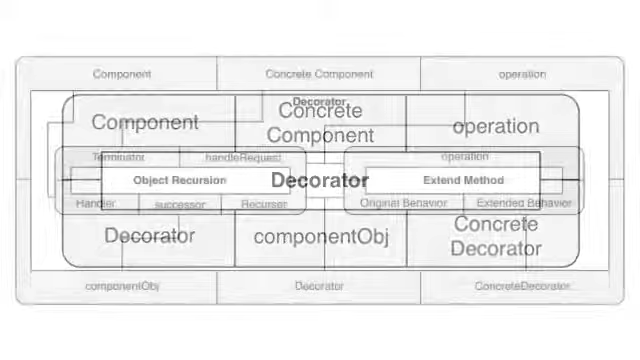 Component Concrete Component operation
Decorator
Component Concrete Component operation
Terminator handleRequest operation
Object Recursion Decorator Extend Method
Handler successor Recurser Original Behavior Extended Behavior
Decorator componentObj Concrete Decorator
componentObj Decorator ConcreteDecorator